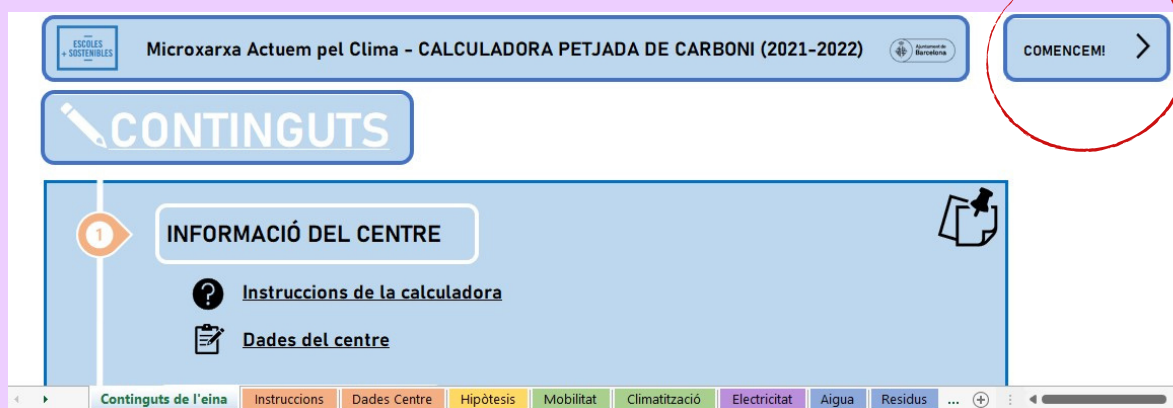 ESCOLES
+ SOSTENIBLES
Microxarxa Actuem pel Clima - CALCULADORA PETJADA DE CARBONI (2021-2022)
Ajuntament de
Barcelona
COMENCEM!
CONTINGUTS
1
INFORMACIÓ DEL CENTRE
Instruccions de la calculadora
Dades del centre
Continguts de l'eina Instruccions Dades Centre Hipòtesis Mobilitat Climatització Electricitat Aigua Residus ...